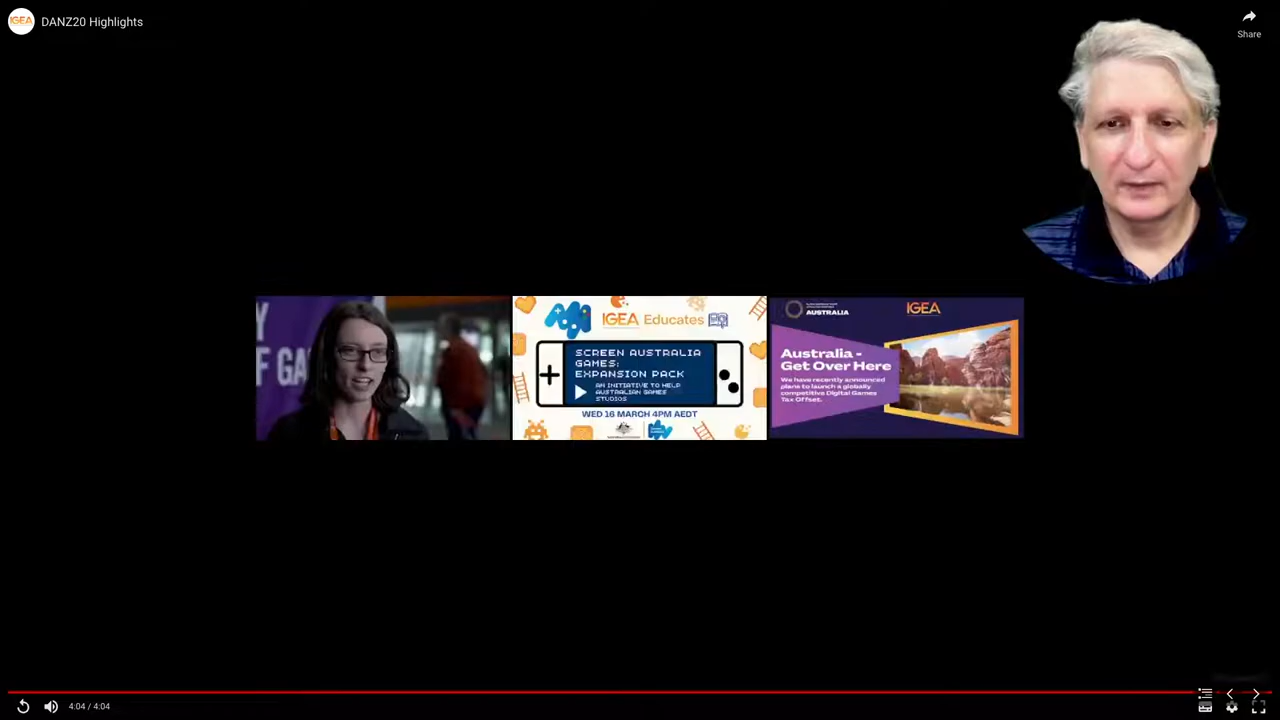 IGEA
DANZ20 Highlights
Share
Y
F GA
IGEA Educates
SCREEN AUSTRALIA
GAMES:
EXPANSION PACK
AN INITIATIVE TO HELP
AUSTRALIAN GAMES
STUDIOS
WED 16 MARCH 4PM AEDT
AUSTRALIA
IGEA
Australia -
Get Over Here
We have recently announced
plans to launch a globally
competitive Digital Games
Tax Offset.
4:04 / 4:04